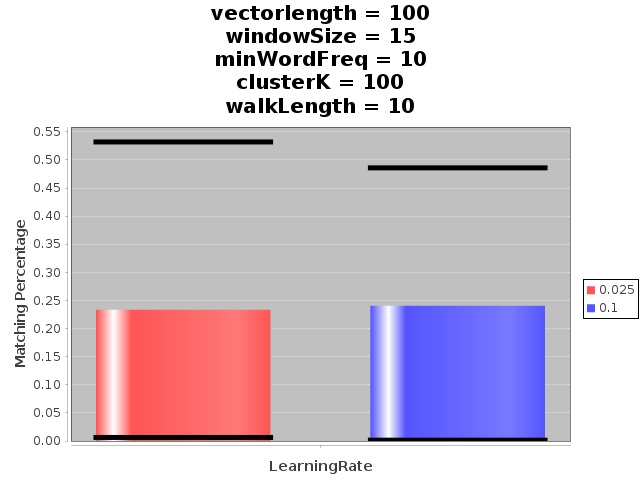 vectorlength = 100
windowSize = 15
minWordFreq = 10
clusterK = 100
walkLength = 10
Matching Percentage
0.55
0.50
0.45
0.40
0.35
0.30
0.25
0.20
0.15
0.10
0.05
0.00
0.025
0.1
LearningRate